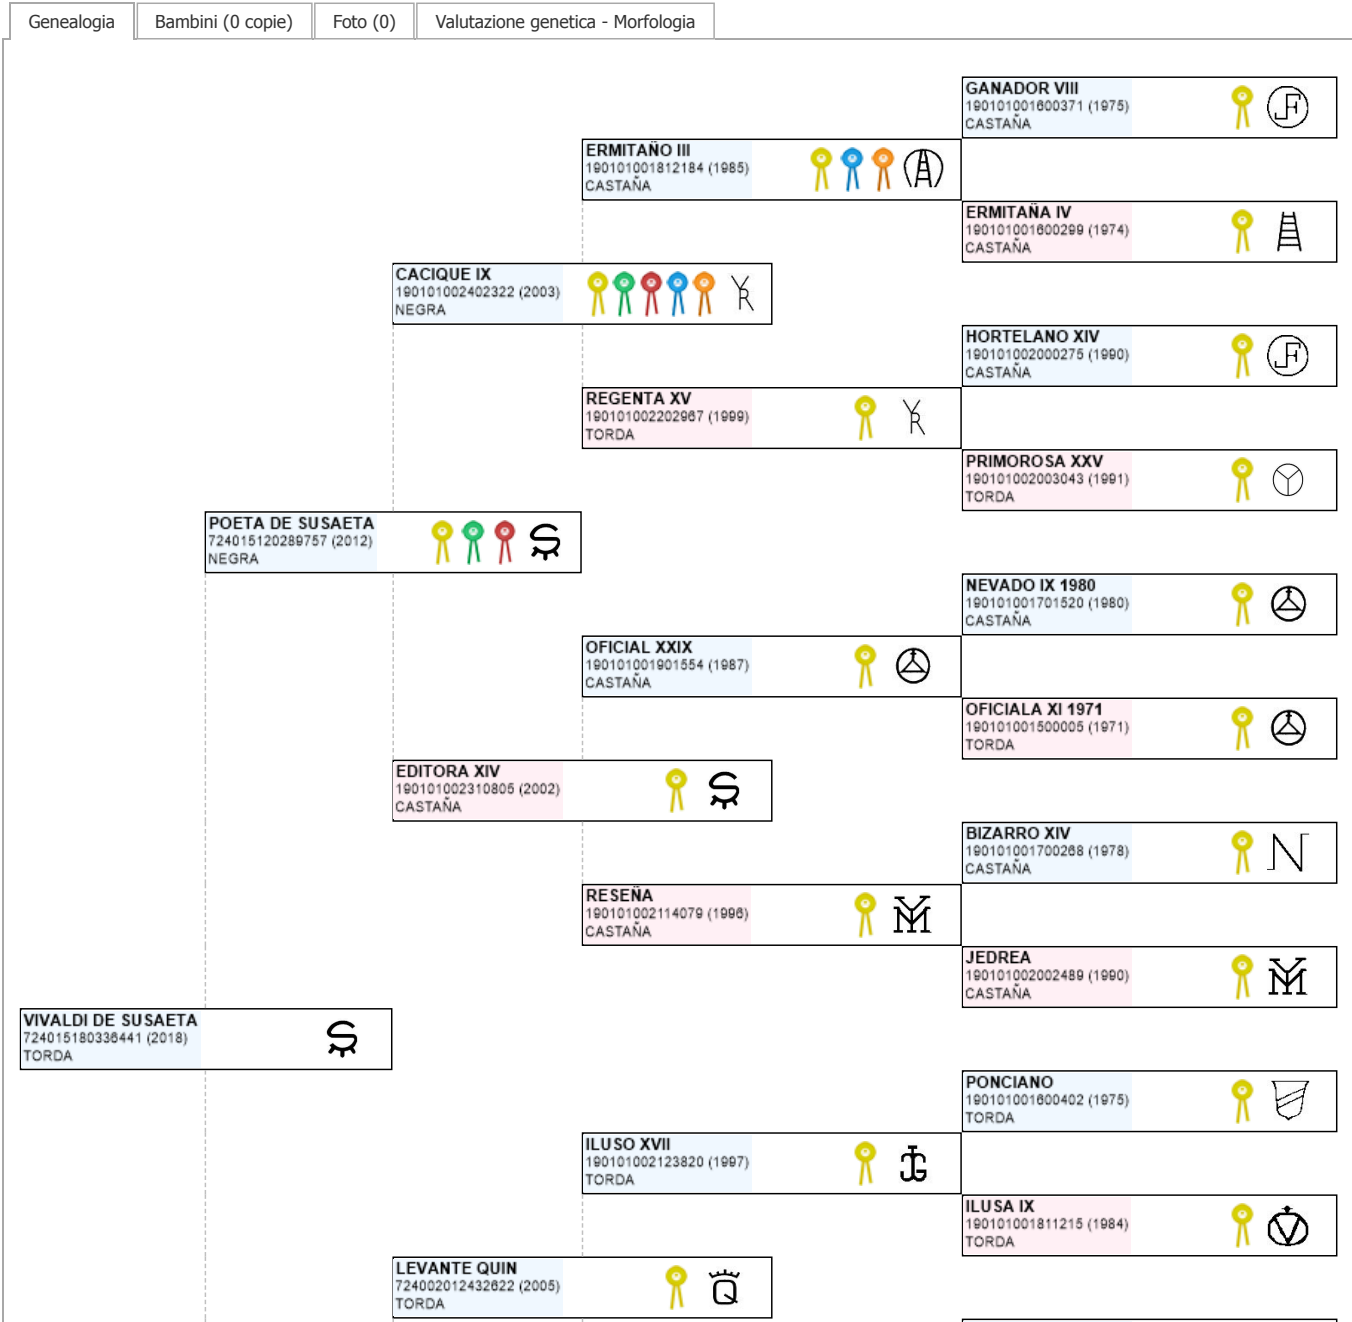 Genealogia
Bambini (0 copie)
Foto (0)
Valutazione genetica - Morfologia
GANADOR VIII
190101001600371 (1975)
CASTAÑA
ERMITAÑO III
190101001812184 (1985)
CASTAÑA
ERMITAÑA IV
190101001600299 (1974)
CASTAÑA
CACIQUE IX
190101002402322 (2003)
NEGRA
HORTELANO XIV
190101002000275 (1990)
CASTAÑA
REGENTA XV
190101002202967 (1999)
TORDA
PRIMOROSA XXV
190101002003043 (1991)
TORDA
POETA DE SUSAETA
724015120289757 (2012)
NEGRA
NEVADO IX 1980
190101001701520 (1980)
CASTAÑA
OFICIAL XXIX
190101001901554 (1987)
CASTAÑA
OFICIALA XI 1971
190101001500005 (1971)
TORDA
EDITORA XIV
190101002310805 (2002)
CASTAÑA
BIZARRO XIV
190101001700268 (1978)
CASTAÑA
RESEÑA
190101002114079 (1996)
CASTAÑA
JEDREA
190101002002489 (1990)
CASTAÑA
VIVALDI DE SUSAETA
724015180336441 (2018)
TORDA
PONCIANO
190101001600402 (1975)
TORDA
ILUSO XVII
190101002123820 (1997)
TORDA
ILUSA IX
190101001811215 (1984)
TORDA
LEVANTE QUIN
724002012432622 (2005)
TORDA